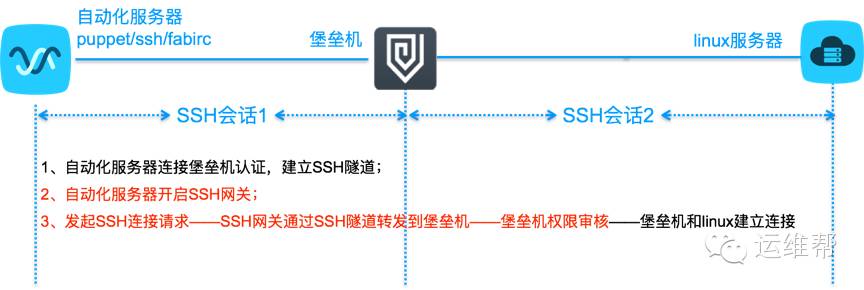 自动化服务器
puppet/ssh/fabirc
堡垒机
linux服务器
SSH会话1
SSH会话2
1、自动化服务器连接堡垒机认证，建立SSH隧道；
2、自动化服务器开启SSH网关；
3、发起SSH连接请求——SSH网关通过SSH隧道转发到堡垒机——堡垒机权限审核——堡垒机和linux建立连接
运维帮